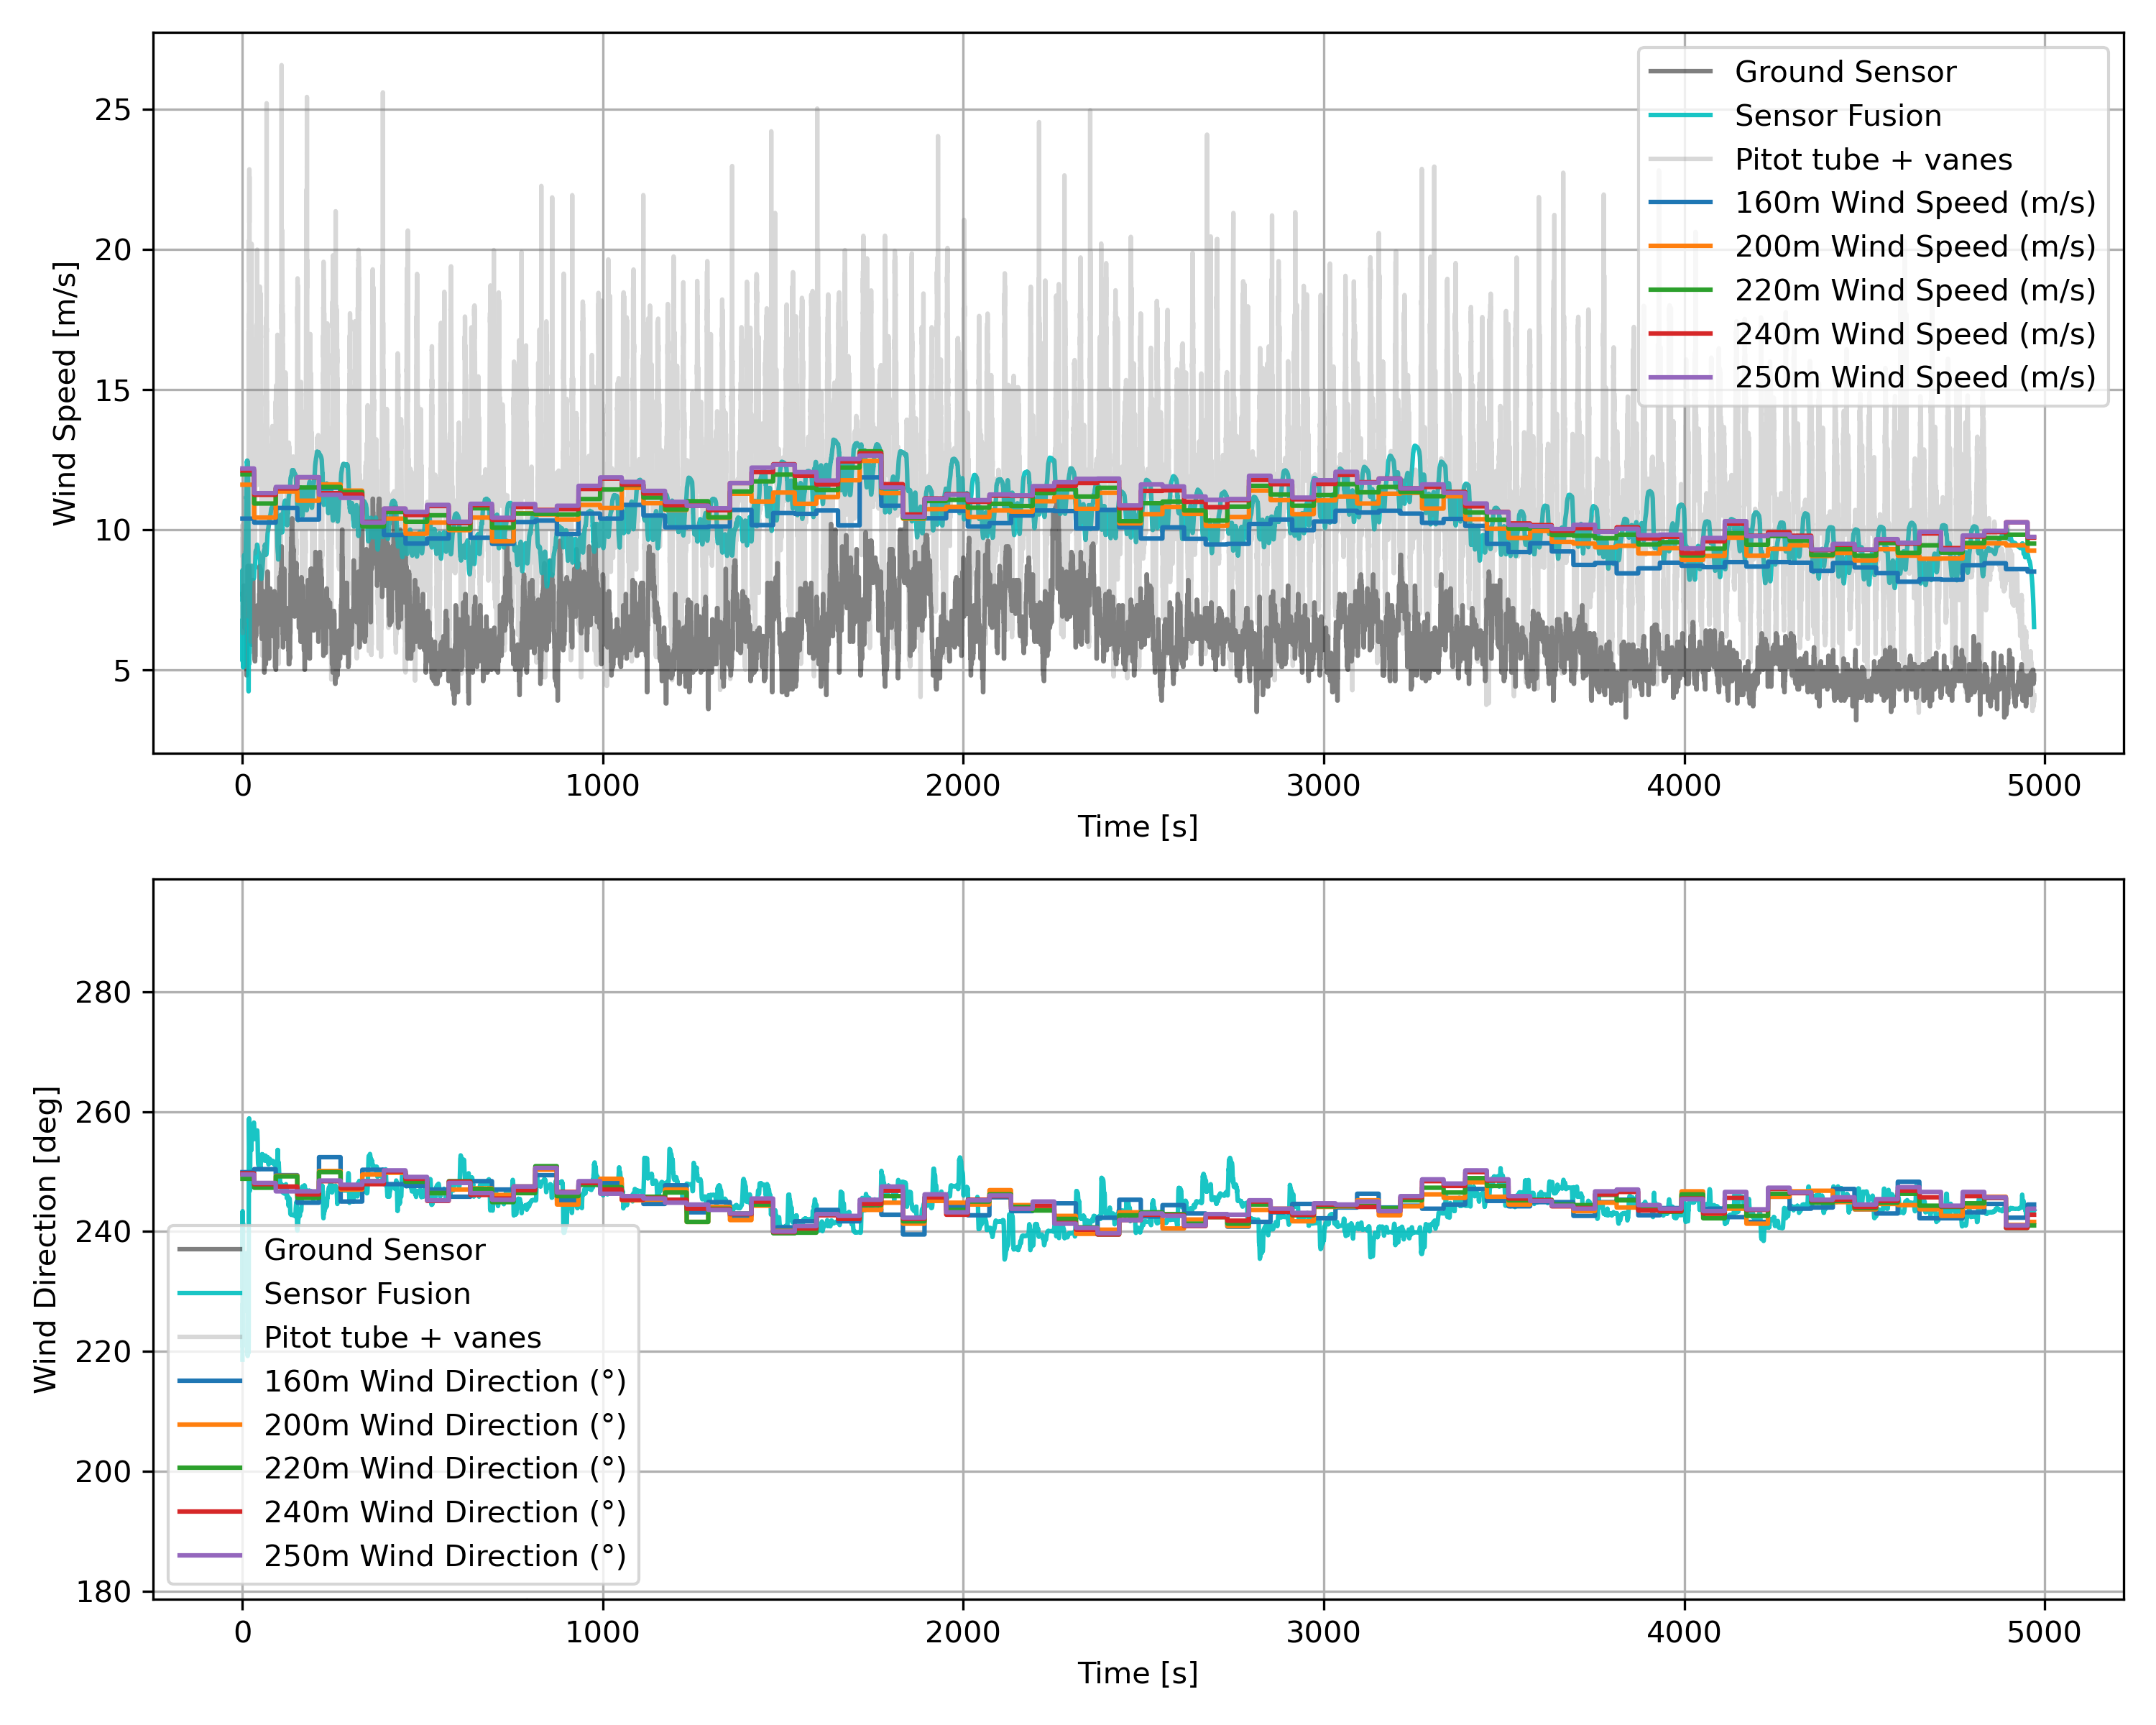 25
20
15
10
5
Wind Speed [m/s]
Ground Sensor
Sensor Fusion
Pitot tube + vanes
160m Wind Speed (m/s)
200m Wind Speed (m/s)
220m Wind Speed (m/s)
240m Wind Speed (m/s)
250m Wind Speed (m/s)
0 1000 2000 3000 4000 5000
Time [s]
280
260
240
220
200
180
Wind Direction [deg]
Ground Sensor
Sensor Fusion
Pitot tube + vanes
160m Wind Direction (°)
200m Wind Direction (°)
220m Wind Direction (°)
240m Wind Direction (°)
250m Wind Direction (°)
0 1000 2000 3000 4000 5000
Time [s]